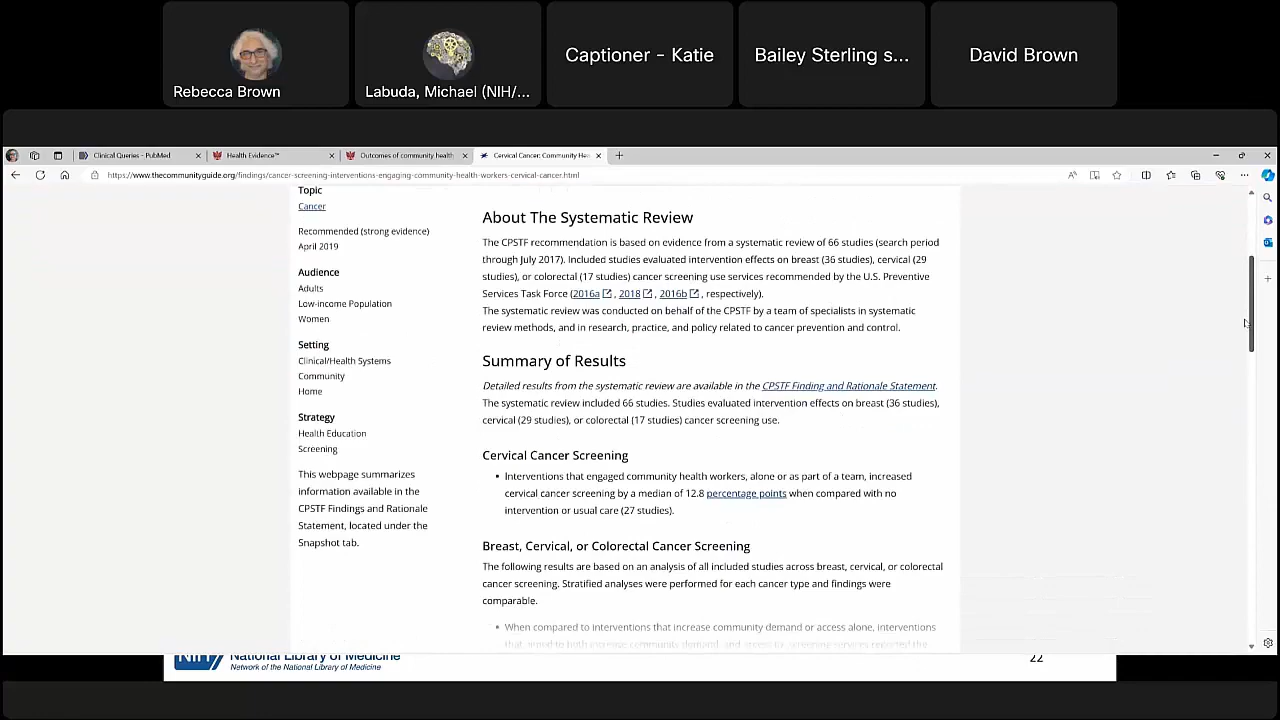 Rebecca Brown
Labuda, Michael (NIH/...
Captioner - Katie
Bailey Sterling s...
David Brown
Clinical Queries - PubMed
Health Evidence™
Outcomes of community health
Cervical Cancer: Community Hea
https://www.thecommunityguide.org/findings/cancer-screening-interventions-engaging-community-health-workers-cervical-cancer.html
Topic
Cancer
Recommended (strong evidence)
April 2019
Audience
Adults
Low-income Population
Women
Setting
Clinical/Health Systems
Community
Home
Strategy
Health Education
Screening
This webpage summarizes
information available in the
CPSTF Findings and Rationale
Statement, located under the
Snapshot tab.
About The Systematic Review
The CPSTF recommendation is based on evidence from a systematic review of 66 studies (search period
through July 2017). Included studies evaluated intervention effects on breast (36 studies), cervical (29
studies), or colorectal (17 studies) cancer screening use services recommended by the U.S. Preventive
Services Task Force (2016a, 2018, 2016b, respectively).
The systematic review was conducted on behalf of the CPSTF by a team of specialists in systematic
review methods, and in research, practice, and policy related to cancer prevention and control.
Summary of Results
Detailed results from the systematic review are available in the CPSTF Finding and Rationale Statement.
The systematic review included 66 studies. Studies evaluated intervention effects on breast (36 studies),
cervical (29 studies), or colorectal (17 studies) cancer screening use.
Cervical Cancer Screening
• Interventions that engaged community health workers, alone or as part of a team, increased
cervical cancer screening by a median of 12.8 percentage points when compared with no
intervention or usual care (27 studies).
Breast, Cervical, or Colorectal Cancer Screening
The following results are based on an analysis of all included studies across breast, cervical, or colorectal
cancer screening. Stratified analyses were performed for each cancer type and findings were
comparable.
• When compared to interventions that increase community demand or access alone, interventions
NIH
National Library of Medicine
Network of the National Library of Medicine
22